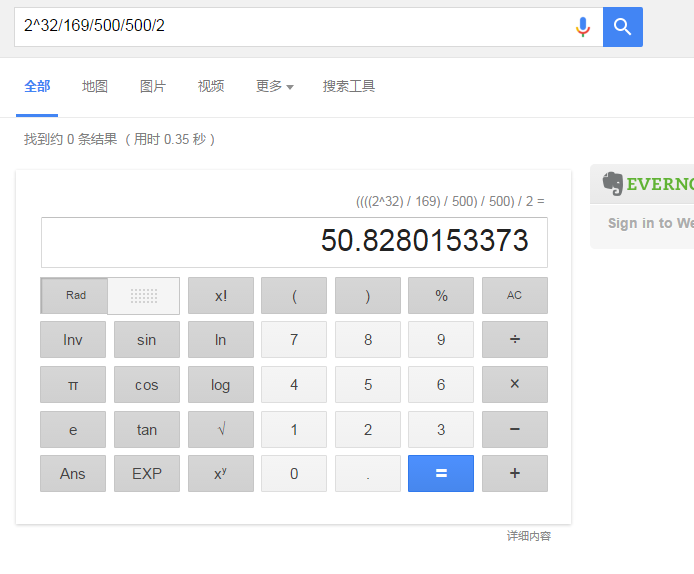 2^32/169/500/500/2
全部 地图 图片 视频 更多 搜索工具
找到约 0 条结果 （用时 0.35 秒）
((((2^32) / 169) / 500) / 500) / 2 =
50.8280153373
Rad x! ( ) % AC
Inv sin ln 7 8 9 ÷
π cos log 4 5 6 ×
e tan √ 1 2 3 −
Ans EXP xʸ 0 . = +
详细内容
EVERNO
Sign in to We